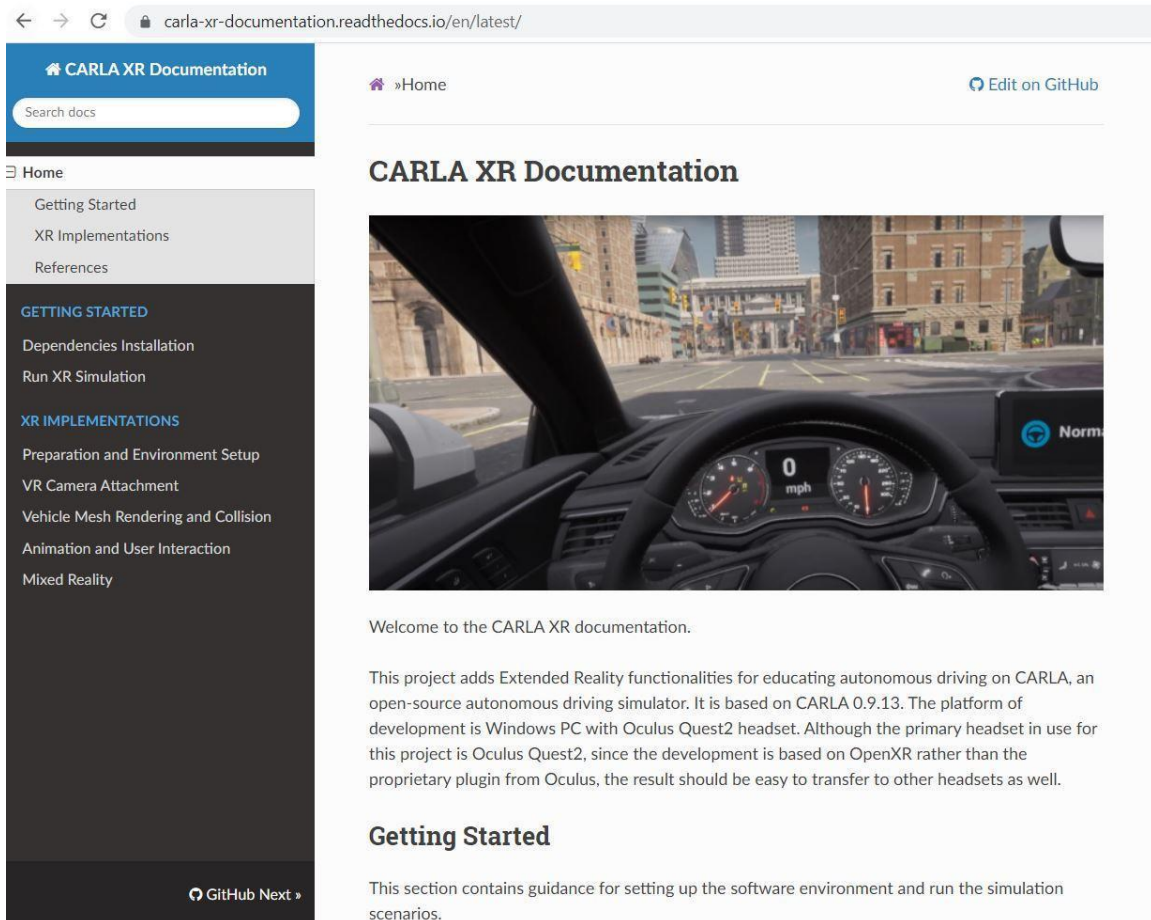 carla-xr-documentation.readthedocs.io/en/latest/
CARLA XR Documentation
Search docs
Home
Getting Started
XR Implementations
References
GETTING STARTED
Dependencies Installation
Run XR Simulation
XR IMPLEMENTATIONS
Preparation and Environment Setup
VR Camera Attachment
Vehicle Mesh Rendering and Collision
Animation and User Interaction
Mixed Reality
GitHub Next »
»Home
Edit on GitHub
CARLA XR Documentation
0
mph
Norma
Welcome to the CARLA XR documentation.
This project adds Extended Reality functionalities for educating autonomous driving on CARLA, an
open-source autonomous driving simulator. It is based on CARLA 0.9.13. The platform of
development is Windows PC with Oculus Quest2 headset. Although the primary headset in use for
this project is Oculus Quest2, since the development is based on OpenXR rather than the
proprietary plugin from Oculus, the result should be easy to transfer to other headsets as well.
Getting Started
This section contains guidance for setting up the software environment and run the simulation
scenarios.